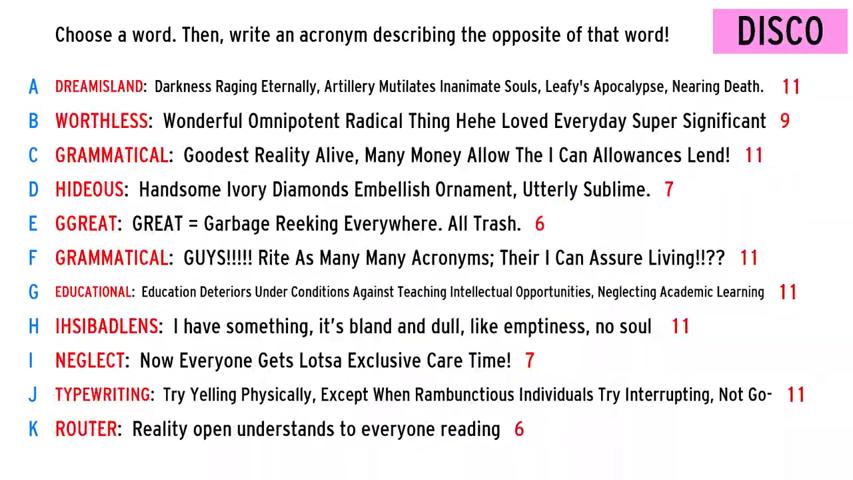 Choose a word. Then, write an acronym describing the opposite of that word!
DISCO
A DREAMISLAND: Darkness Raging Eternally, Artillery Mutilates Inanimate Souls, Leafy's Apocalypse, Nearing Death. 11
B WORTHLESS: Wonderful Omnipotent Radical Thing Hehe Loved Everyday Super Significant 9
C GRAMMATICAL: Goodest Reality Alive, Many Money Allow The I Can Allowances Lend! 11
D HIDEOUS: Handsome Ivory Diamonds Embellish Ornament, Utterly Sublime. 7
E GGREAT: GREAT = Garbage Reeking Everywhere. All Trash. 6
F GRAMMATICAL: GUYS!!!!! Rite As Many Many Acronyms; Their I Can Assure Living!!?? 11
G EDUCATIONAL: Education Deteriors Under Conditions Against Teaching Intellectual Opportunities, Neglecting Academic Learning 11
H IHSIBADLENS: I have something, it's bland and dull, like emptiness, no soul 11
I NEGLECT: Now Everyone Gets Lotsa Exclusive Care Time! 7
J TYPEWRITING: Try Yelling Physically, Except When Rambunctious Individuals Try Interrupting, Not Go- 11
K ROUTER: Reality open understands to everyone reading 6